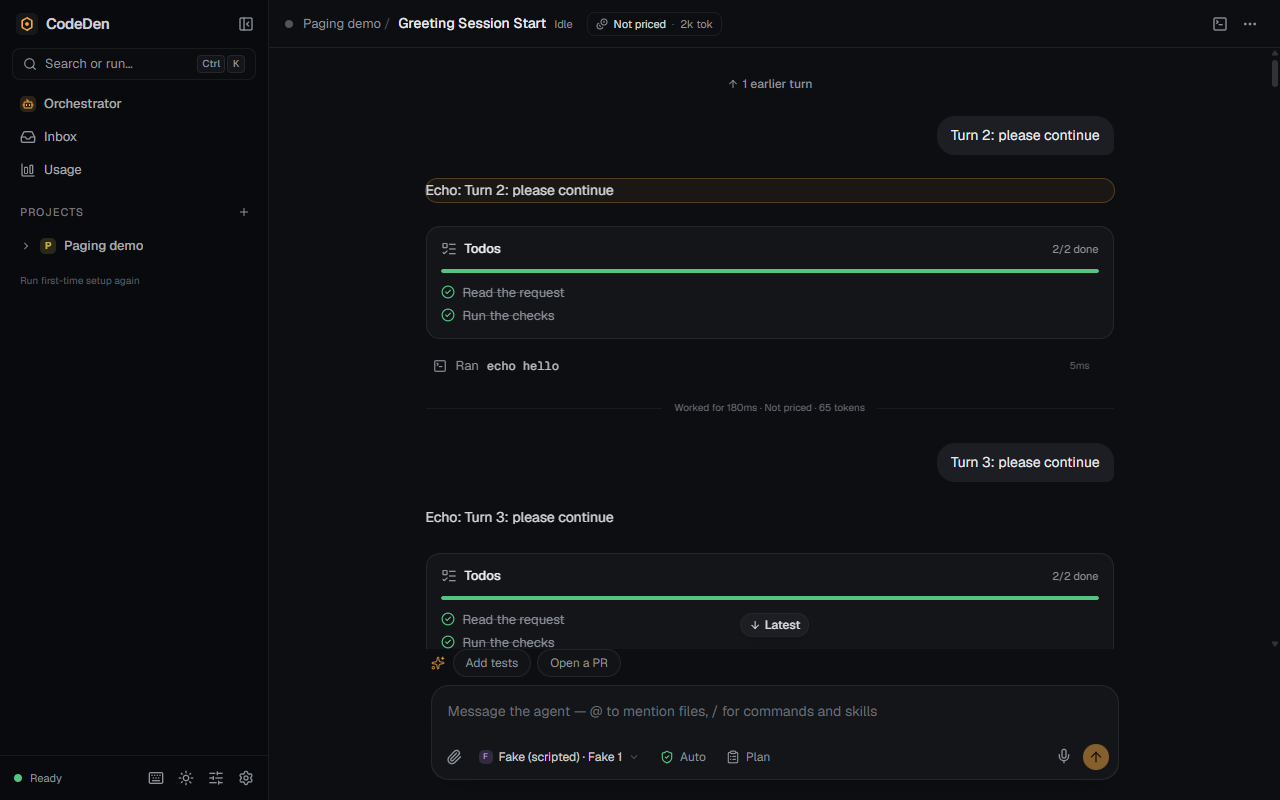 CodeDen
Search or run... Ctrl K
Orchestrator
Inbox
Usage
PROJECTS
P Paging demo
Run first-time setup again
Ready
Paging demo / Greeting Session Start Idle Not priced · 2k tok
↑ 1 earlier turn
Turn 2: please continue
Echo: Turn 2: please continue
Todos 2/2 done
Read the request
Run the checks
Ran echo hello 5ms
Worked for 180ms · Not priced · 65 tokens
Turn 3: please continue
Echo: Turn 3: please continue
Todos 2/2 done
Read the request
↓ Latest
Run the checks
Add tests Open a PR
Message the agent — @ to mention files, / for commands and skills
F Fake (scripted) · Fake 1 Auto Plan